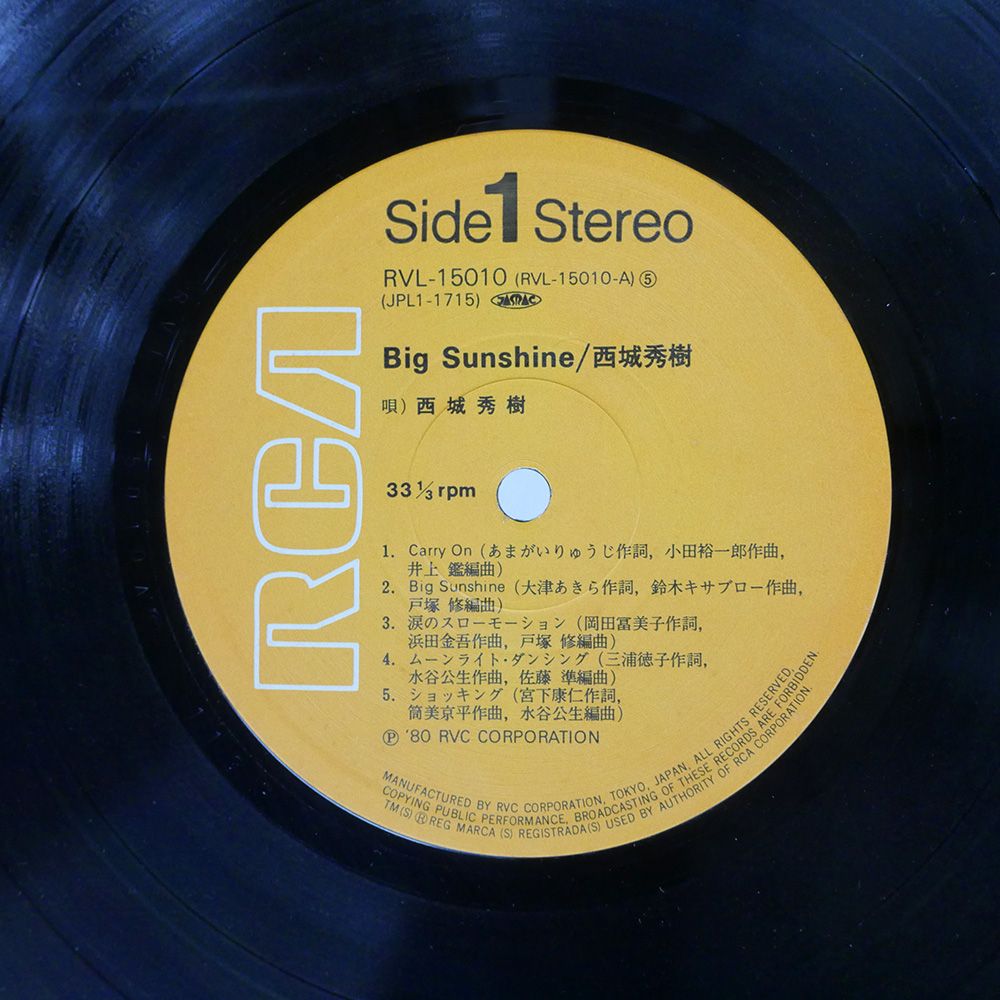 Side 1 Stereo
RVL-15010 (RVL-15010-A) ⑤
(JPL1-1715) JASRAC
Big Sunshine/西城秀樹
唄) 西城秀樹
RCA
33 1/3 rpm
1. Carry On (あまがいりゅうじ作詞, 小田裕一郎作曲,
井上 鑑編曲)
2. Big Sunshine (大津あきら作詞, 鈴木キサブロー作曲,
戸塚 修編曲)
3. 涙のスローモーション (岡田冨美子作詞,
浜田金吾作曲, 戸塚 修編曲)
4. ムーンライト・ダンシング (三浦徳子作詞,
水谷公生作曲, 佐藤 準編曲)
5. ショッキング (宮下康仁作詞,
筒美京平作曲, 水谷公生編曲)
Ⓟ '80 RVC CORPORATION
MANUFACTURED BY RVC CORPORATION, TOKYO, JAPAN, ALL RIGHTS RESERVED,
COPYING PUBLIC PERFORMANCE, BROADCASTING OF THESE RECORDS ARE FORBIDDEN.
TM(S) ® REG MARCA (S) REGISTRADA(S) USED BY AUTHORITY OF RCA CORPORATION.